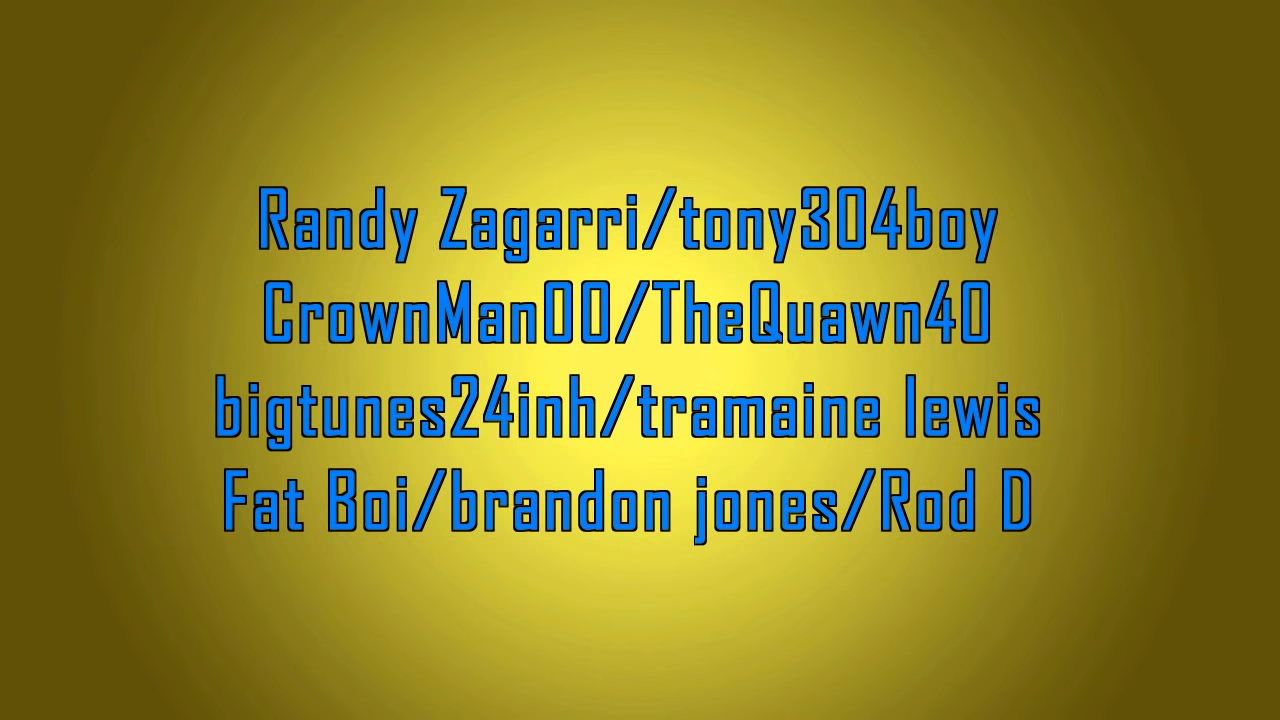 Randy Zagarri/tony304boy
CrownMan00/TheQuawn40
bigtunes24inh/tramaine lewis
Fat Boi/brandon jones/Rod D